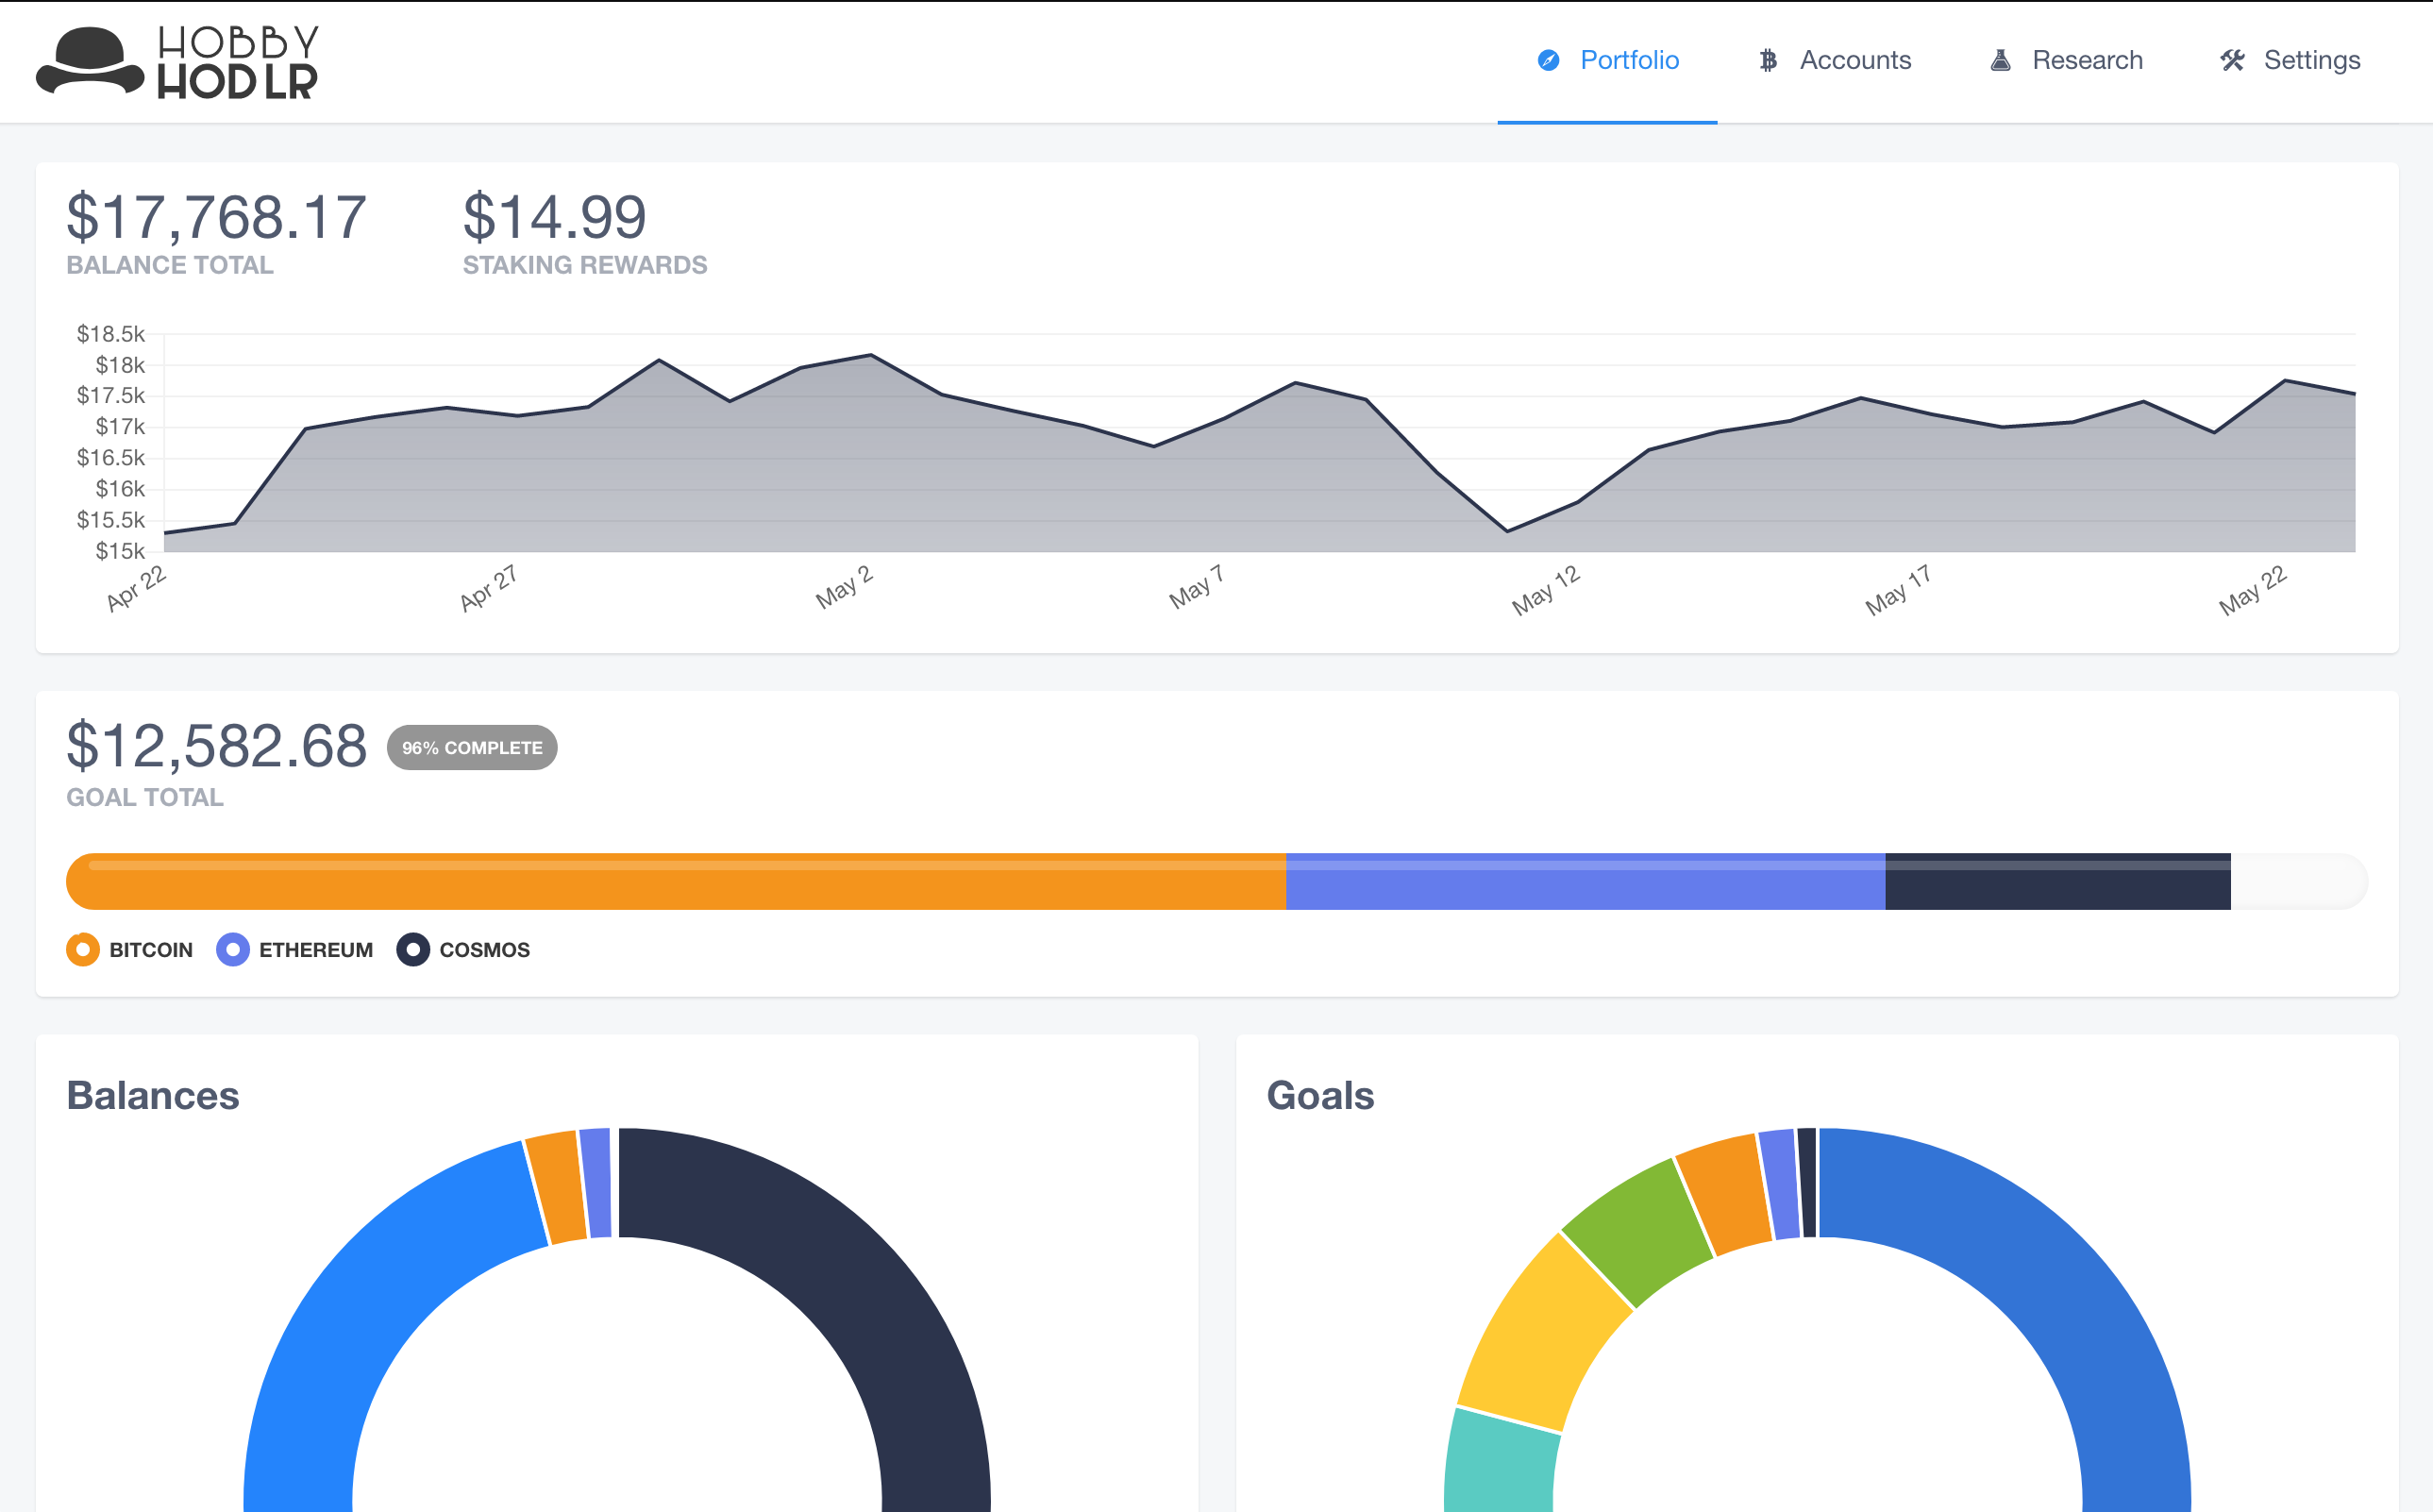 HOBBY
HODLR
Portfolio
Accounts
Research
Settings
$17,768.17
BALANCE TOTAL
$14.99
STAKING REWARDS
$18.5k
$18k
$17.5k
$17k
$16.5k
$16k
$15.5k
$15k
Apr 22
Apr 27
May 2
May 7
May 12
May 17
May 22
$12,582.68
96% COMPLETE
GOAL TOTAL
BITCOIN
ETHEREUM
COSMOS
Balances
Goals